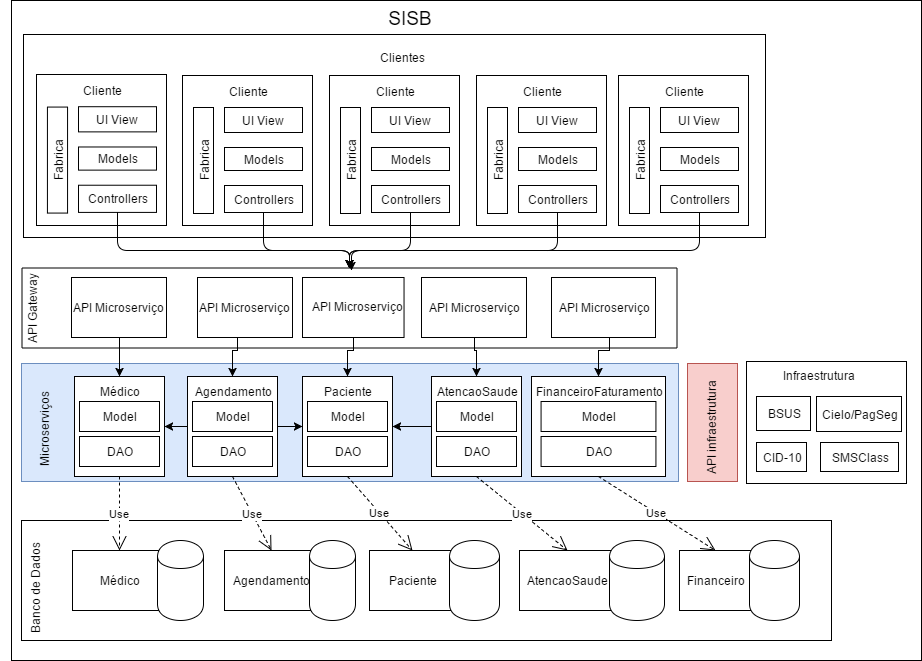 SISB
Clientes
Cliente
Fabrica
UI View
Models
Controllers
Cliente
Fabrica
UI View
Models
Controllers
Cliente
Fabrica
UI View
Models
Controllers
Cliente
Fabrica
UI View
Models
Controllers
Cliente
Fabrica
UI View
Models
Controllers
API Gateway
API Microserviço
API Microserviço
API Microserviço
API Microserviço
API Microserviço
Microserviços
Médico
Model
DAO
Agendamento
Model
DAO
Paciente
Model
DAO
AtencaoSaude
Model
DAO
FinanceiroFaturamento
Model
DAO
API infraestrutura
Infraestrutura
BSUS
Cielo/PagSeg
CID-10
SMSClass
Use
Use
Use
Use
Use
Banco de Dados
Médico
Agendamento
Paciente
AtencaoSaude
Financeiro